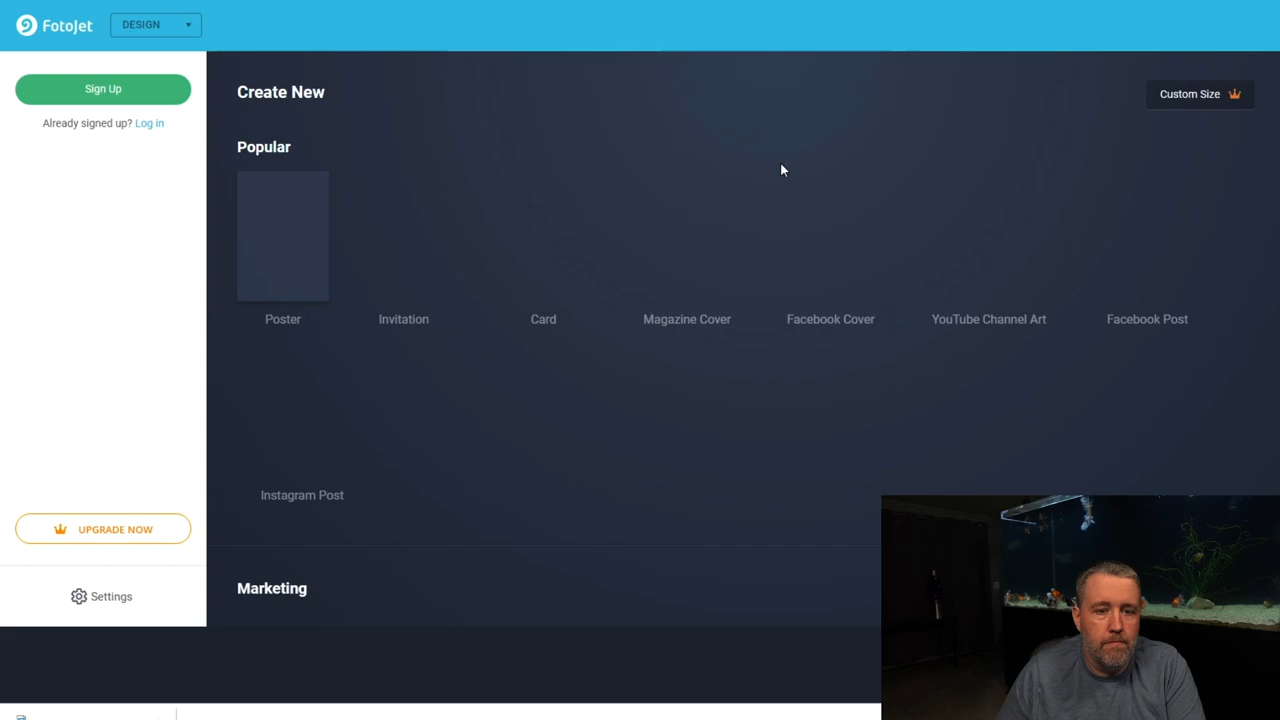 FotoJet
DESIGN
Sign Up
Already signed up? Log in
Create New
Custom Size
Popular
Poster
Invitation
Card
Magazine Cover
Facebook Cover
YouTube Channel Art
Facebook Post
Instagram Post
UPGRADE NOW
Marketing
Settings